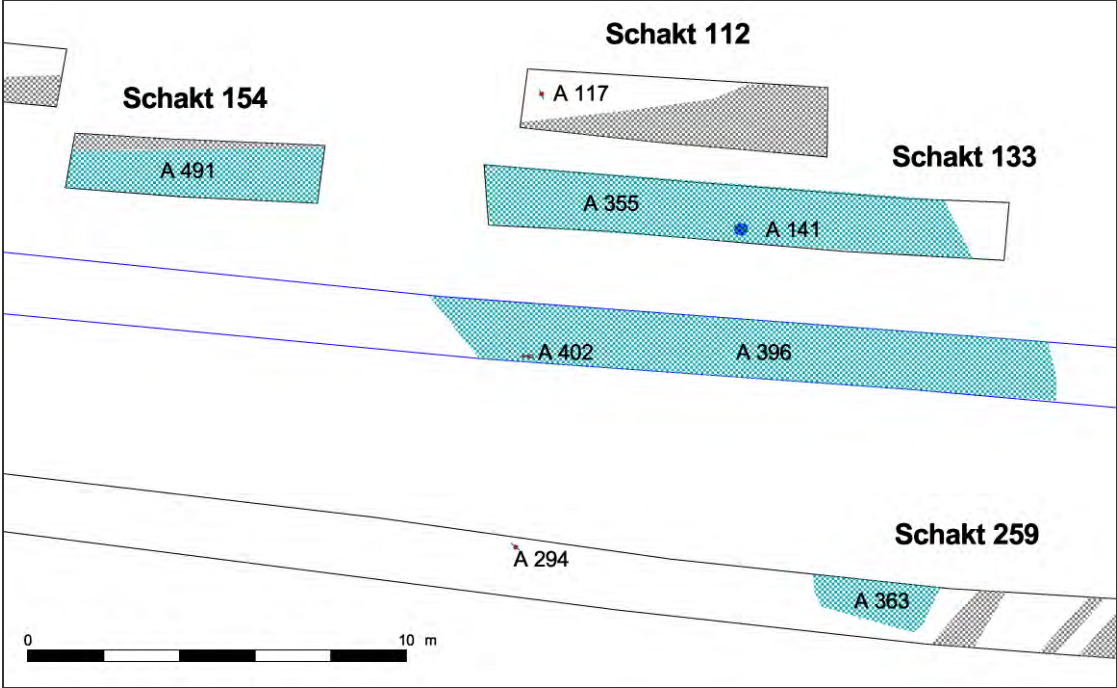 Schakt 112
A 117
Schakt 154
A 491
Schakt 133
A 355
A 141
A 402
A 396
Schakt 259
A 294
A 363
0
10 m